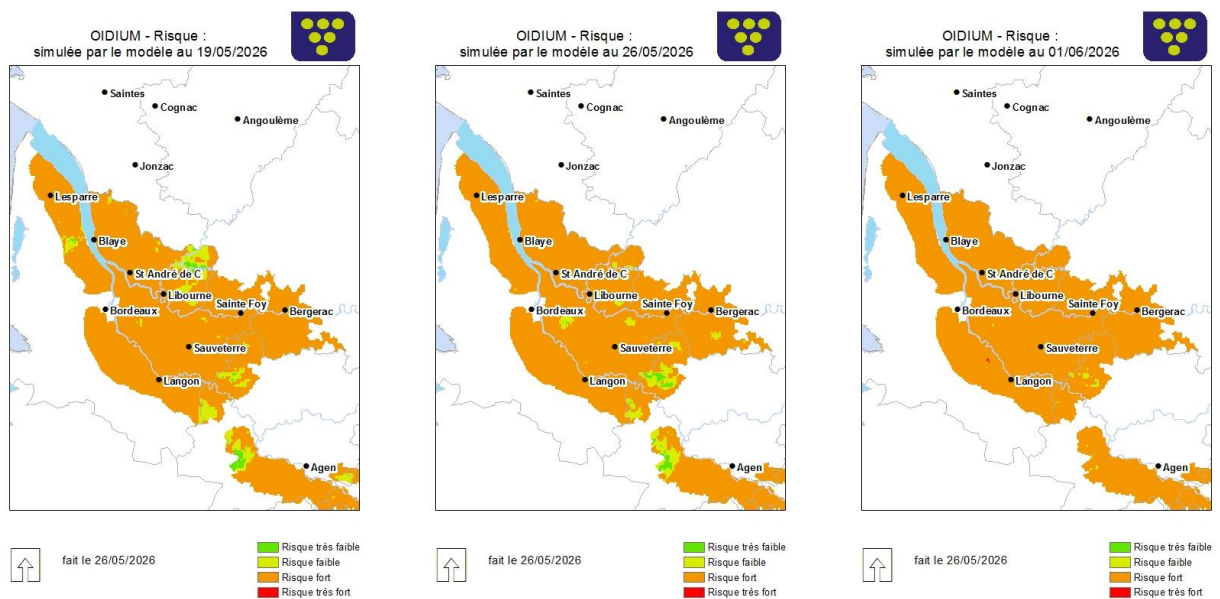 OIDIUM - Risque :
simulée par le modèle au 19/05/2026
Saintes
Cognac
Angoulème
Jonzac
Lesparre
Blaye
St André de C
Libourne
Sainte Foy
Bordeaux
Bergerac
Sauveterre
Langon
Agen
fait le 26/05/2026
Risque très faible
Risque faible
Risque fort
Risque très fort
OIDIUM - Risque :
simulée par le modèle au 26/05/2026
Saintes
Cognac
Angoulème
Jonzac
Lesparre
Blaye
St André de C
Libourne
Sainte Foy
Bordeaux
Bergerac
Sauveterre
Langon
Agen
fait le 26/05/2026
Risque très faible
Risque faible
Risque fort
Risque très fort
OIDIUM - Risque :
simulée par le modèle au 01/06/2026
Saintes
Cognac
Angoulème
Jonzac
Lesparre
Blaye
St André de C
Libourne
Sainte Foy
Bordeaux
Bergerac
Sauveterre
Langon
Agen
fait le 26/05/2026
Risque très faible
Risque faible
Risque fort
Risque très fort